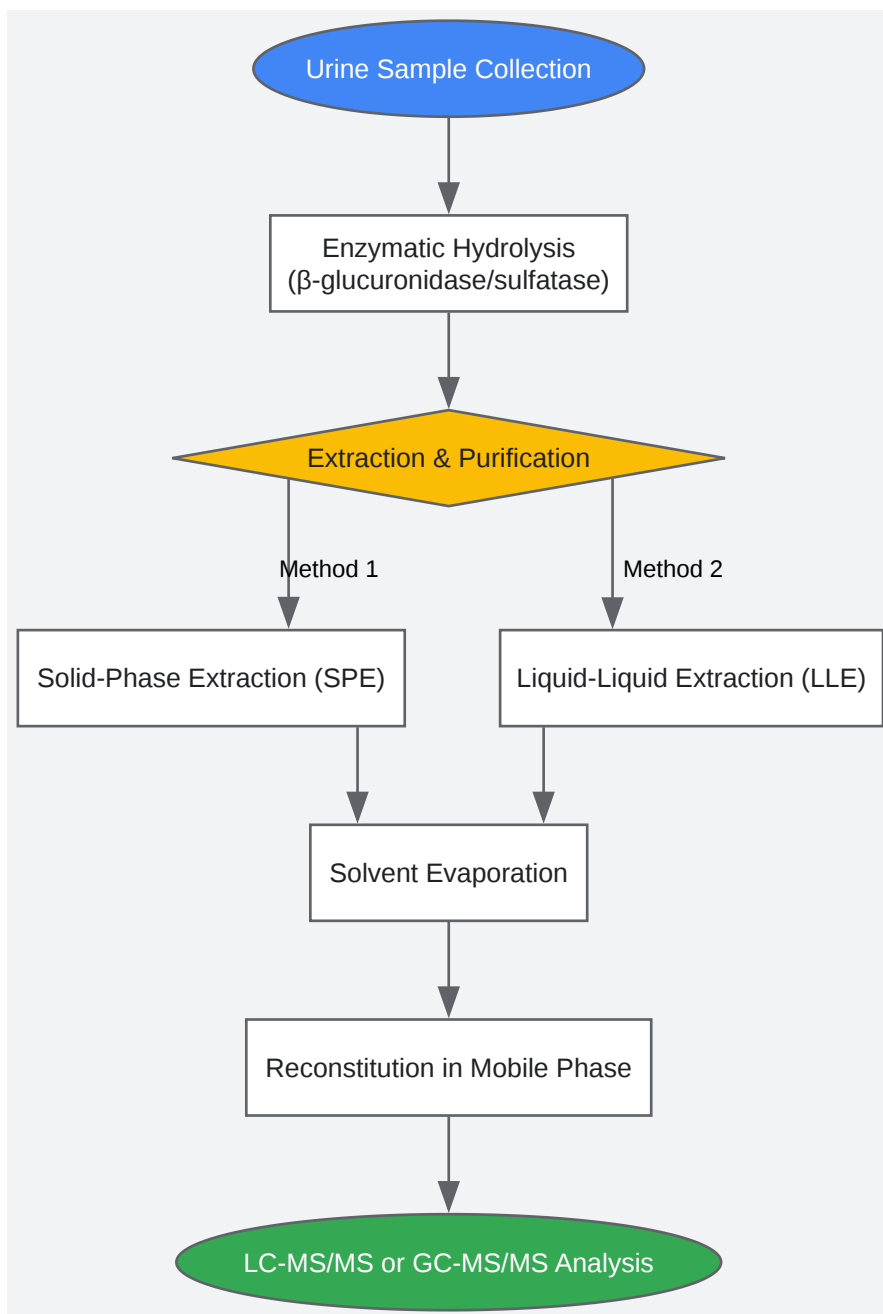 Urine Sample Collection
Enzymatic Hydrolysis
(β-glucuronidase/sulfatase)
Extraction & Purification
Method 1
Method 2
Solid-Phase Extraction (SPE)
Liquid-Liquid Extraction (LLE)
Solvent Evaporation
Reconstitution in Mobile Phase
LC-MS/MS or GC-MS/MS Analysis